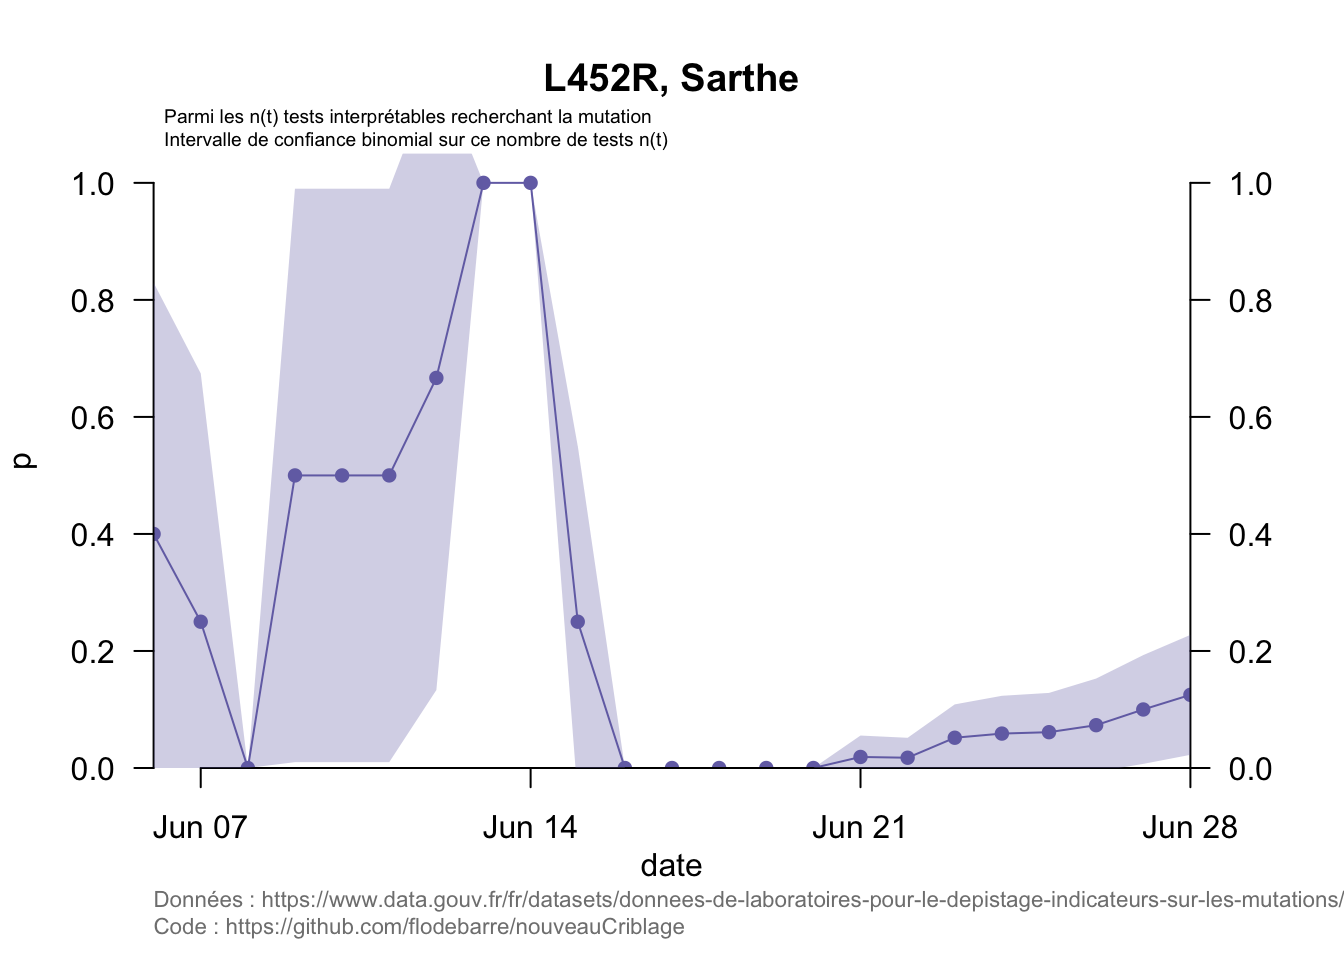 L452R, Sarthe
Parmi les n(t) tests interprétables recherchant la mutation
Intervalle de confiance binomial sur ce nombre de tests n(t)
1.0
0.8
0.6
0.4
0.2
0.0
p
1.0
0.8
0.6
0.4
0.2
0.0
Jun 07 Jun 14 Jun 21 Jun 28
date
Données : https://www.data.gouv.fr/fr/datasets/donnees-de-laboratoires-pour-le-depistage-indicateurs-sur-les-mutations/
Code : https://github.com/flodebarre/nouveauCriblage